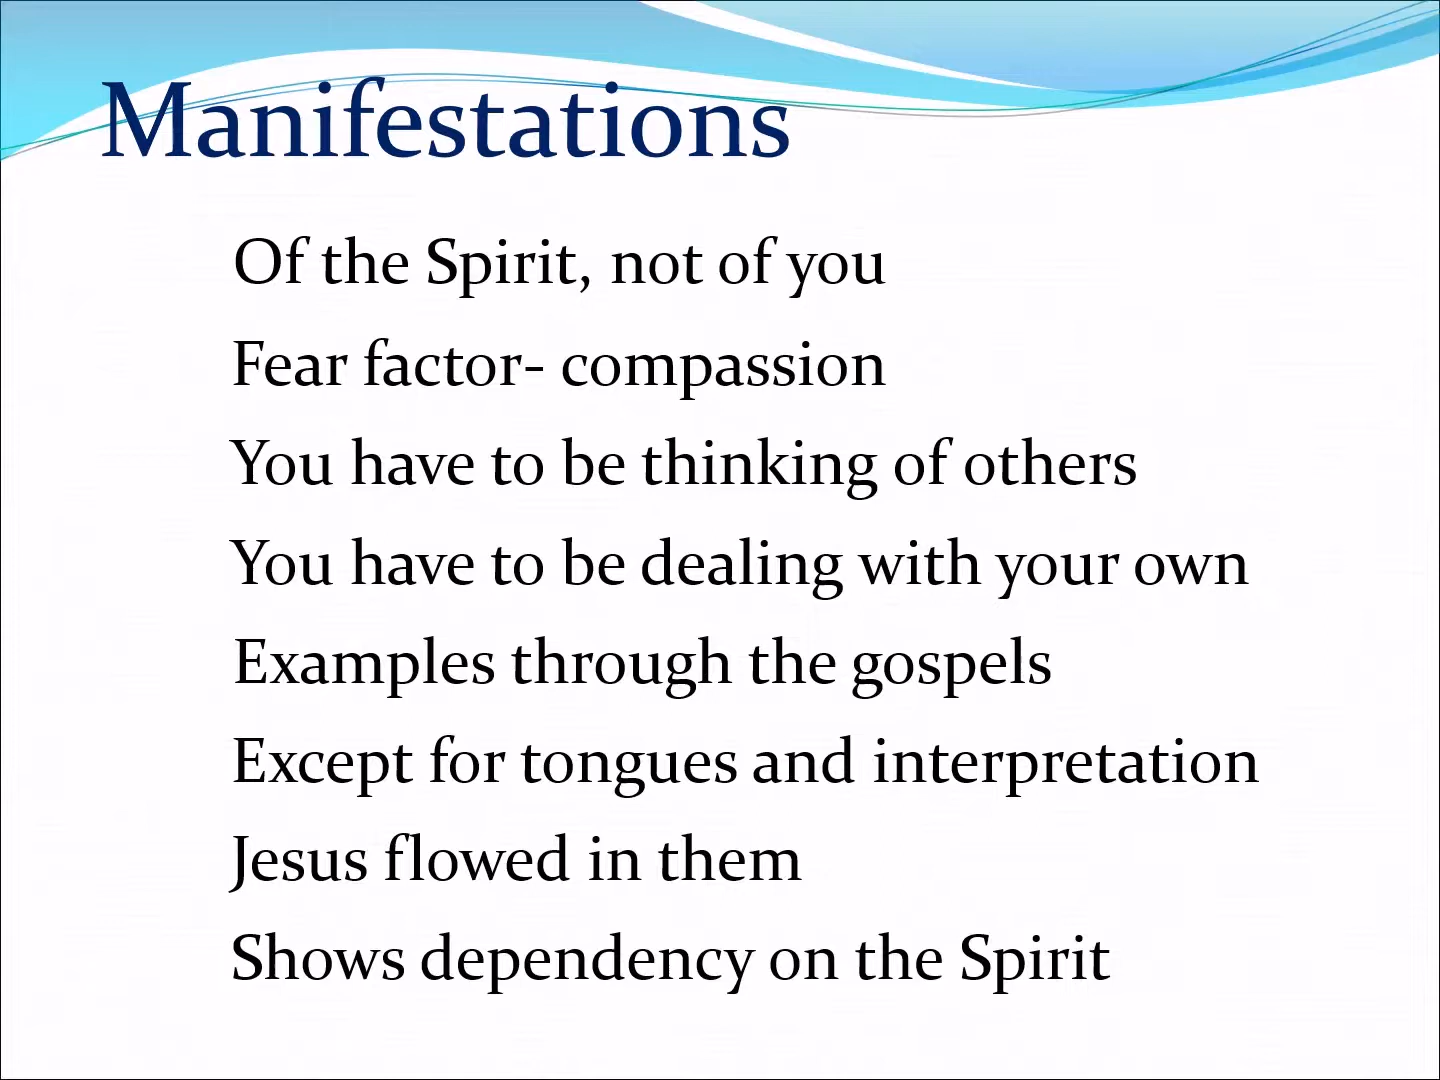 Manifestations
Of the Spirit, not of you
Fear factor- compassion
You have to be thinking of others
You have to be dealing with your own
Examples through the gospels
Except for tongues and interpretation
Jesus flowed in them
Shows dependency on the Spirit